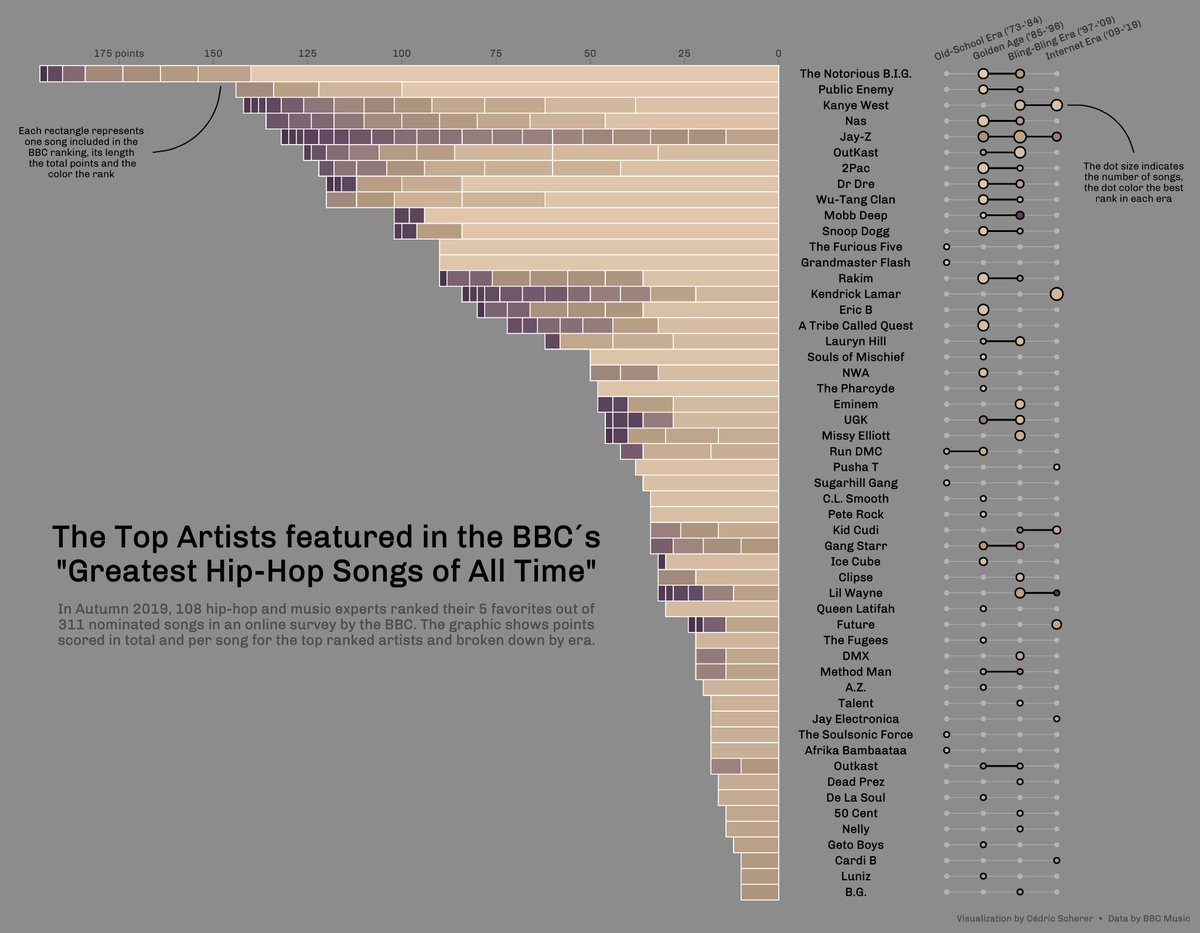 175 points
150
125
100
75
50
25
0
Old-School Era ('73-'84)
Golden Age ('85-'96)
Bling-Bling Era ('97-'09)
Internet Era ('09-'19)
Each rectangle represents
one song included in the
BBC ranking, its length
the total points and the
color the rank
The Notorious B.I.G.
Public Enemy
Kanye West
Nas
Jay-Z
OutKast
2Pac
Dr Dre
Wu-Tang Clan
Mobb Deep
Snoop Dogg
The Furious Five
Grandmaster Flash
Rakim
Kendrick Lamar
Eric B
A Tribe Called Quest
Lauryn Hill
Souls of Mischief
NWA
The Pharcyde
Eminem
UGK
Missy Elliott
Run DMC
Pusha T
Sugarhill Gang
C.L. Smooth
Pete Rock
Kid Cudi
Gang Starr
Ice Cube
Clipse
Lil Wayne
Queen Latifah
Future
The Fugees
DMX
Method Man
A.Z.
Talent
Jay Electronica
The Soulsonic Force
Afrika Bambaataa
Outkast
Dead Prez
De La Soul
50 Cent
Nelly
Geto Boys
Cardi B
Luniz
B.G.
The dot size indicates
the number of songs,
the dot color the best
rank in each era
The Top Artists featured in the BBC´s
"Greatest Hip-Hop Songs of All Time"
In Autumn 2019, 108 hip-hop and music experts ranked their 5 favorites out of
311 nominated songs in an online survey by the BBC. The graphic shows points
scored in total and per song for the top ranked artists and broken down by era.
Visualization by Cédric Scherer • Data by BBC Music